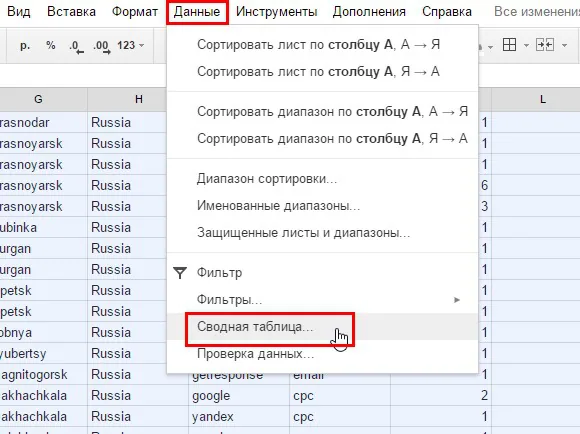 Вид Вставка Формат Данные Инструменты Дополнения Справка Все изменения
р. % .0 .00 123
Сортировать лист по столбцу A, А → Я
Сортировать лист по столбцу A, Я → А
Сортировать диапазон по столбцу A, А → Я
Сортировать диапазон по столбцу A, Я → А
Диапазон сортировки...
Именованные диапазоны...
Защищенные листы и диапазоны...
Фильтр
Фильтры...
Сводная таблица...
Проверка данных...
G H L
rasnodar Russia 1
rasnoyarsk Russia 1
rasnoyarsk Russia 1
rasnoyarsk Russia 6
rasnoyarsk Russia 3
ubinka Russia 1
urgan Russia 1
urgan Russia 1
petsk Russia 1
petsk Russia 1
obnya Russia 1
yubertsy Russia 1
agnitogorsk Russia getresponse email 1
akhachkala Russia google cpc 2
akhachkala Russia yandex cpc 1